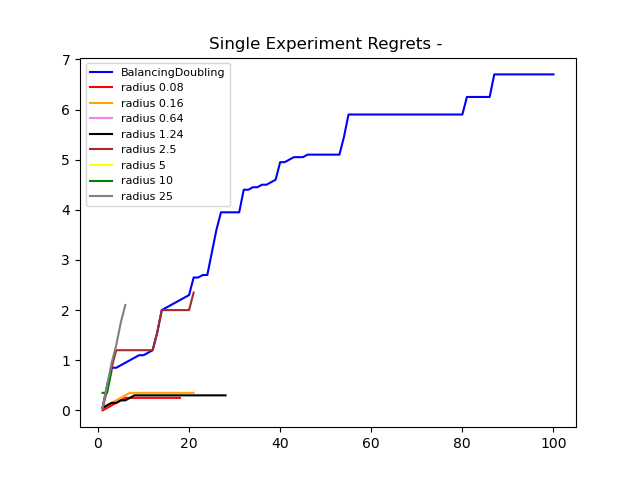 Single Experiment Regrets -
BalancingDoubling
radius 0.08
radius 0.16
radius 0.64
radius 1.24
radius 2.5
radius 5
radius 10
radius 25
7
6
5
4
3
2
1
0
0 20 40 60 80 100